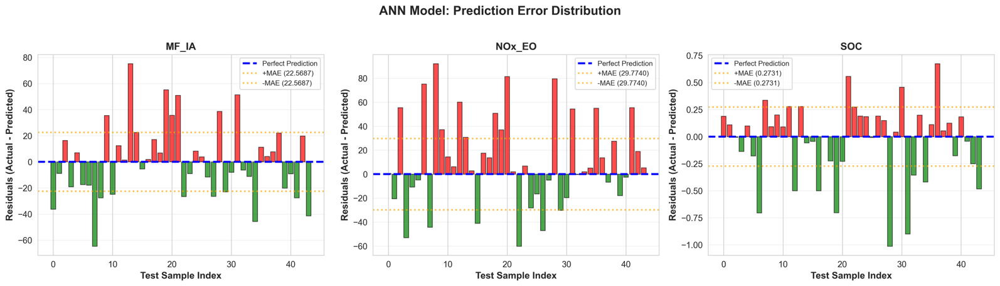 ANN Model: Prediction Error Distribution
MF_IA
Residuals (Actual - Predicted)
80
60
40
20
0
−20
−40
−60
Perfect Prediction
+MAE (22.5687)
-MAE (22.5687)
0 10 20 30 40
Test Sample Index
NOx_EO
Residuals (Actual - Predicted)
80
60
40
20
0
−20
−40
−60
Perfect Prediction
+MAE (29.7740)
-MAE (29.7740)
0 10 20 30 40
Test Sample Index
SOC
Residuals (Actual - Predicted)
0.75
0.50
0.25
0.00
−0.25
−0.50
−0.75
−1.00
Perfect Prediction
+MAE (0.2731)
-MAE (0.2731)
0 10 20 30 40
Test Sample Index